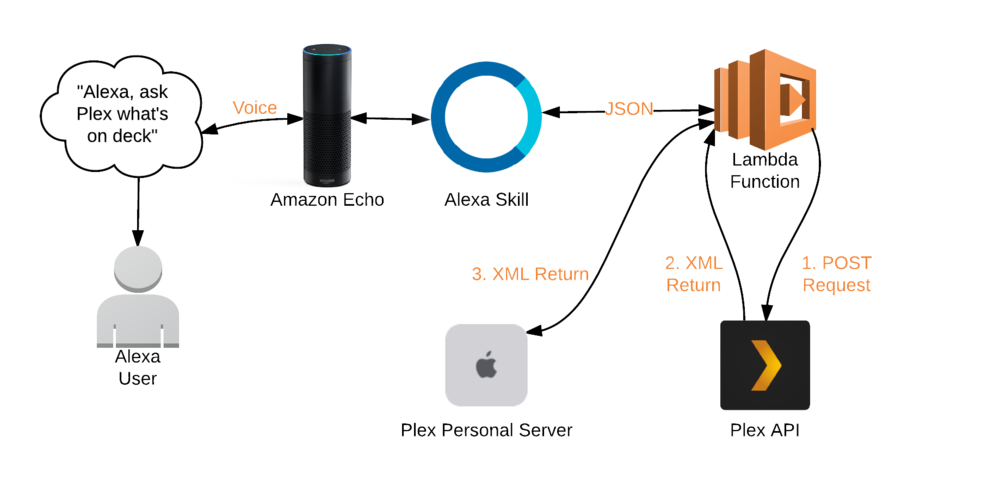 "Alexa, ask
Plex what's
on deck"
Voice
Amazon Echo
Alexa Skill
JSON
Lambda
Function
3. XML Return
2. XML
Return
1. POST
Request
Alexa
User
Plex Personal Server
Plex API